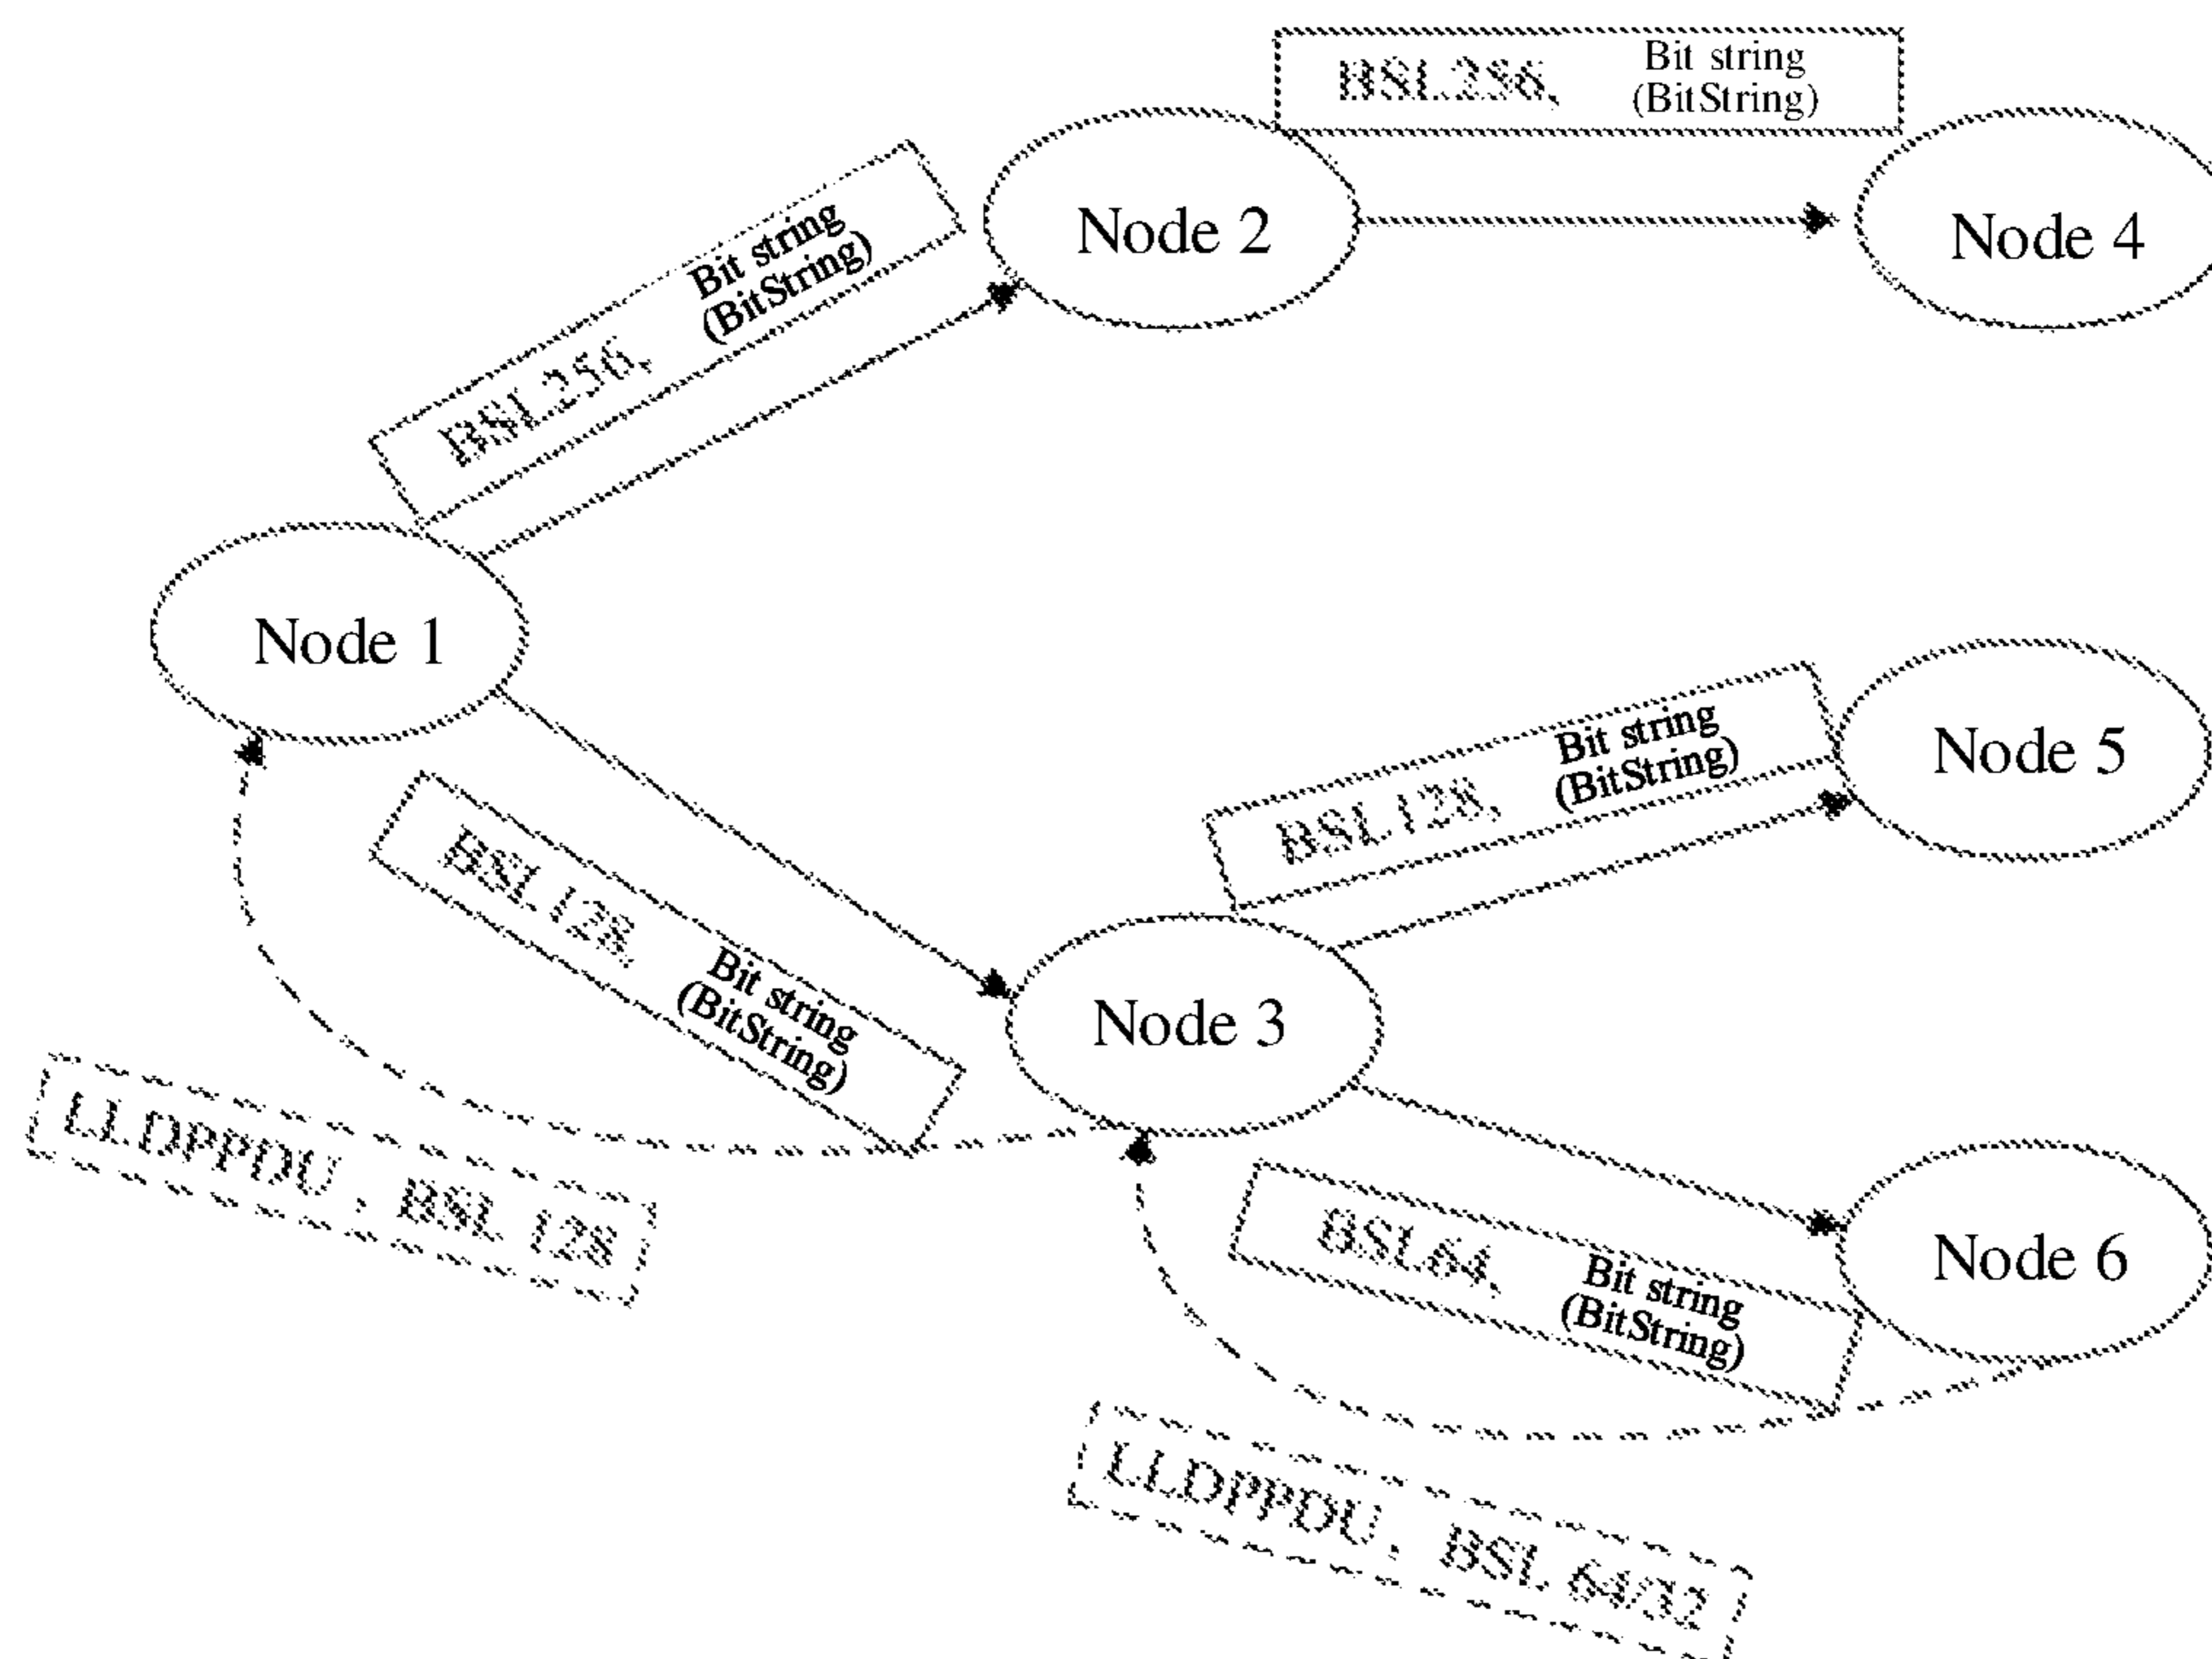 BSL256,
Bit string
(BitString)
Node 2
Node 4
BSL256,
Bit string
(BitString)
Node 1
BSL128,
Bit string
(BitString)
Node 5
BSL128,
Bit string
(BitString)
Node 3
LLDPPDU, BSL 128
BSL64,
Bit string
(BitString)
Node 6
LLDPPDU, BSL 64/32